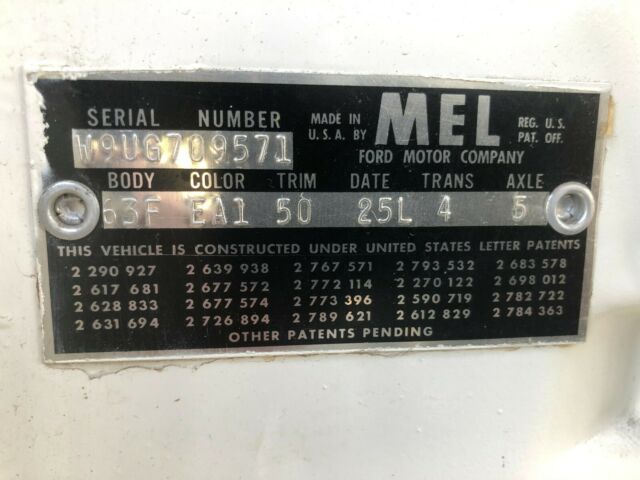 SERIAL NUMBER MADE IN U.S.A. BY MEL REG. U.S. PAT. OFF.
W9UG709571 FORD MOTOR COMPANY
BODY COLOR TRIM DATE TRANS AXLE
63F EA1 50 25L 4 5
THIS VEHICLE IS CONSTRUCTED UNDER UNITED STATES LETTER PATENTS
2 290 927 2 639 938 2 767 571 2 793 532 2 683 578
2 617 681 2 677 572 2 772 114 2 270 122 2 698 012
2 628 833 2 677 574 2 773 396 2 590 719 2 782 722
2 631 694 2 726 894 2 789 621 2 612 829 2 784 363
OTHER PATENTS PENDING